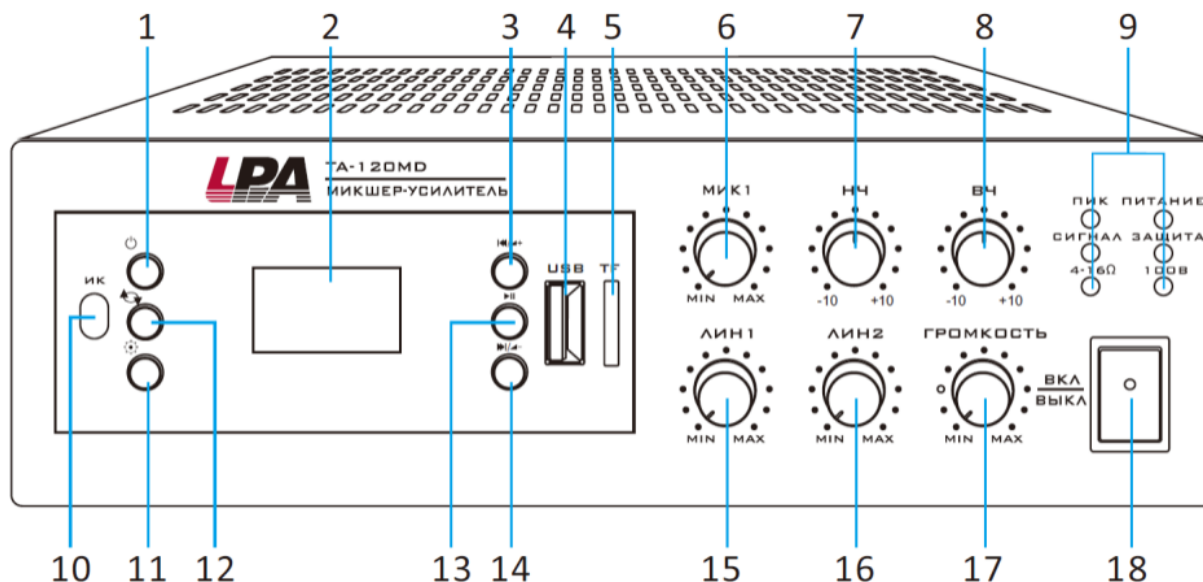 1 2 3 4 5 6 7 8 9
LPA TA-120MD
МИКШЕР-УСИЛИТЕЛЬ
МИК1 НЧ ВЧ
ПИК ПИТАНИЕ
СИГНАЛ ЗАЩИТА
4-16Ω 100В
ИК
USB TF
MIN MAX -10 +10 -10 +10
ЛИН1 ЛИН2 ГРОМКОСТЬ
ВКЛ
ВЫКЛ
MIN MAX MIN MAX MIN MAX
10 11 12 13 14 15 16 17 18